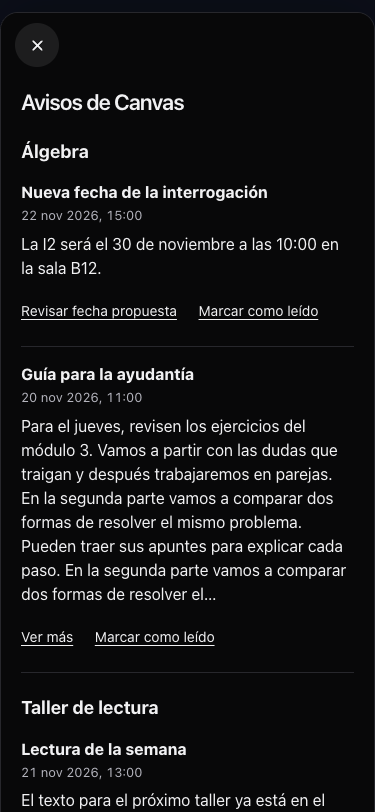 Avisos de Canvas
Álgebra
Nueva fecha de la interrogación
22 nov 2026, 15:00
La I2 será el 30 de noviembre a las 10:00 en
la sala B12.
Revisar fecha propuesta Marcar como leído
Guía para la ayudantía
20 nov 2026, 11:00
Para el jueves, revisen los ejercicios del
módulo 3. Vamos a partir con las dudas que
traigan y después trabajaremos en parejas.
En la segunda parte vamos a comparar dos
formas de resolver el mismo problema.
Pueden traer sus apuntes para explicar cada
paso. En la segunda parte vamos a comparar
dos formas de resolver el...
Ver más Marcar como leído
Taller de lectura
Lectura de la semana
21 nov 2026, 13:00
El texto para el próximo taller ya está en el